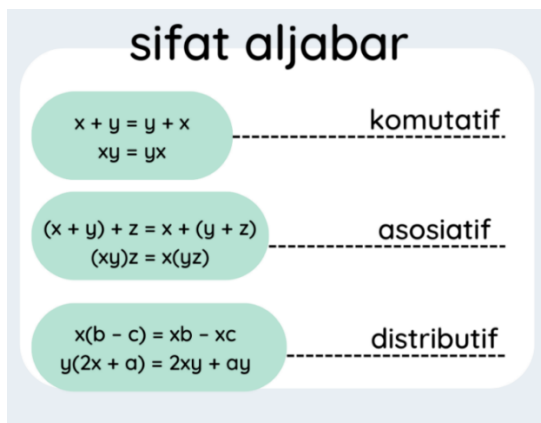 sifat aljabar
x + y = y + x
xy = yx
komutatif
(x + y) + z = x + (y + z)
(xy)z = x(yz)
asosiatif
x(b – c) = xb – xc
y(2x + a) = 2xy + ay
distributif